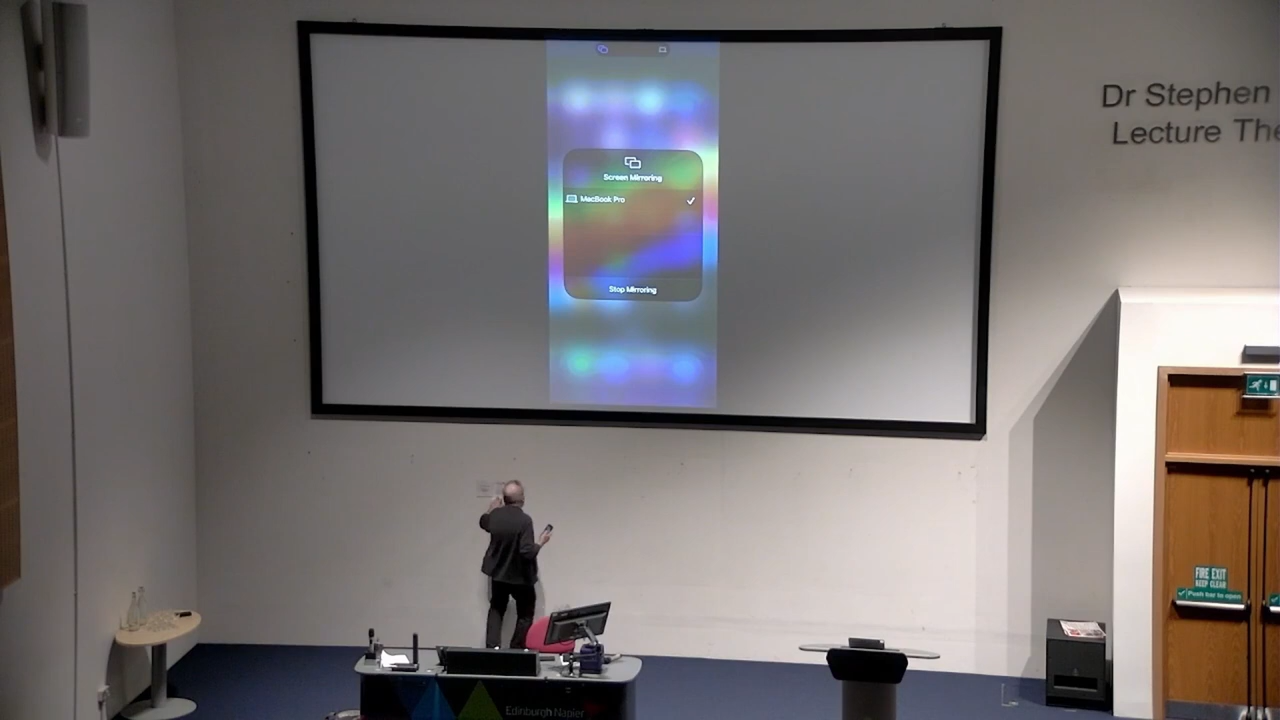 Dr Stephen
Lecture The
Screen Mirroring
MacBook Pro
Stop Mirroring
FIRE EXIT
KEEP CLEAR
Push bar to open
Edinburgh Napier